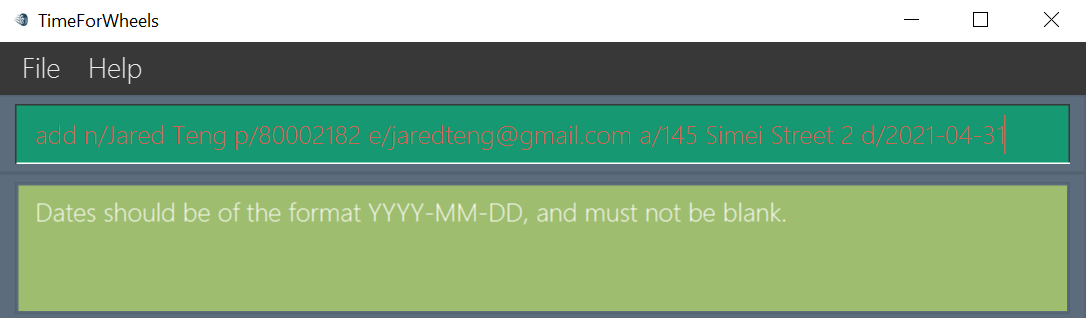 TimeForWheels
File Help
add n/Jared Teng p/80002182 e/jaredteng@gmail.com a/145 Simei Street 2 d/2021-04-31
Dates should be of the format YYYY-MM-DD, and must not be blank.